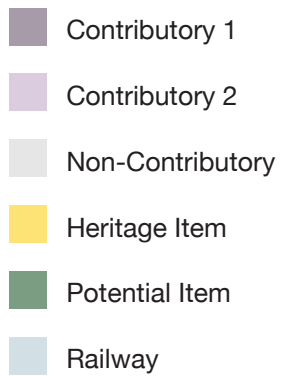 Contributory 1
Contributory 2
Non-Contributory
Heritage Item
Potential Item
Railway